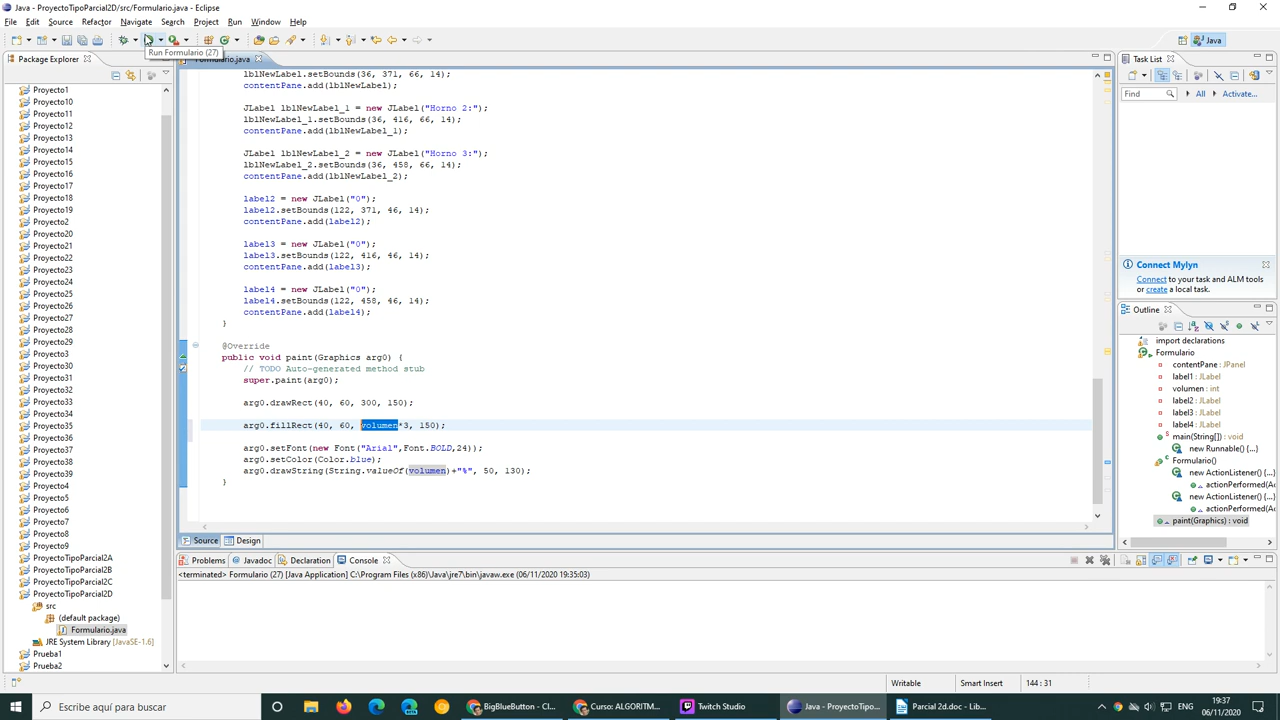 Java - ProyectoTipoParcial2D/src/Formulario.java - Eclipse
File Edit Source Refactor Navigate Search Project Run Window Help
Run Formulario (27)
Java
Package Explorer
Formulario.java
Task List
Find All Activate...
Proyecto1
Proyecto10
Proyecto11
Proyecto12
Proyecto13
Proyecto14
Proyecto15
Proyecto16
Proyecto17
Proyecto18
Proyecto19
Proyecto2
Proyecto20
Proyecto21
Proyecto22
Proyecto23
Proyecto24
Proyecto25
Proyecto26
Proyecto27
Proyecto28
Proyecto29
Proyecto3
Proyecto30
Proyecto31
Proyecto32
Proyecto33
Proyecto34
Proyecto35
Proyecto36
Proyecto37
Proyecto38
Proyecto39
Proyecto4
Proyecto5
Proyecto6
Proyecto7
Proyecto8
Proyecto9
ProyectoTipoParcial2A
ProyectoTipoParcial2B
ProyectoTipoParcial2C
ProyectoTipoParcial2D
src
(default package)
Formulario.java
JRE System Library [JavaSE-1.6]
Prueba1
Prueba2
lblNewLabel.setBounds(36, 371, 66, 14);
contentPane.add(lblNewLabel);
JLabel lblNewLabel_1 = new JLabel("Horno 2:");
lblNewLabel_1.setBounds(36, 416, 66, 14);
contentPane.add(lblNewLabel_1);
JLabel lblNewLabel_2 = new JLabel("Horno 3:");
lblNewLabel_2.setBounds(36, 458, 66, 14);
contentPane.add(lblNewLabel_2);
label2 = new JLabel("0");
label2.setBounds(122, 371, 46, 14);
contentPane.add(label2);
label3 = new JLabel("0");
label3.setBounds(122, 416, 46, 14);
contentPane.add(label3);
label4 = new JLabel("0");
label4.setBounds(122, 458, 46, 14);
contentPane.add(label4);
}
@Override
public void paint(Graphics arg0) {
// TODO Auto-generated method stub
super.paint(arg0);
arg0.drawRect(40, 60, 300, 150);
arg0.fillRect(40, 60, volumen*3, 150);
arg0.setFont(new Font("Arial",Font.BOLD,24));
arg0.setColor(Color.blue);
arg0.drawString(String.valueOf(volumen)+"%", 50, 130);
}
Source Design
Connect Mylyn
Connect to your task and ALM tools
or create a local task.
Outline
import declarations
Formulario
contentPane : JPanel
label1 : JLabel
volumen : int
label2 : JLabel
label3 : JLabel
label4 : JLabel
main(String[]) : void
new Runnable() {...}
Formulario()
new ActionListener() {
actionPerformed(A
new ActionListener() {
actionPerformed(A
paint(Graphics) : void
Problems Javadoc Declaration Console
<terminated> Formulario (27) [Java Application] C:\Program Files (x86)\Java\jre7\bin\javaw.exe (06/11/2020 19:35:03)
Writable Smart Insert 144 : 31
Escribe aquí para buscar
BigBlueButton - Cl...
Curso: ALGORITM...
Twitch Studio
Java - ProyectoTipo...
Parcial 2d.doc - Lib...
19:37
06/11/2020